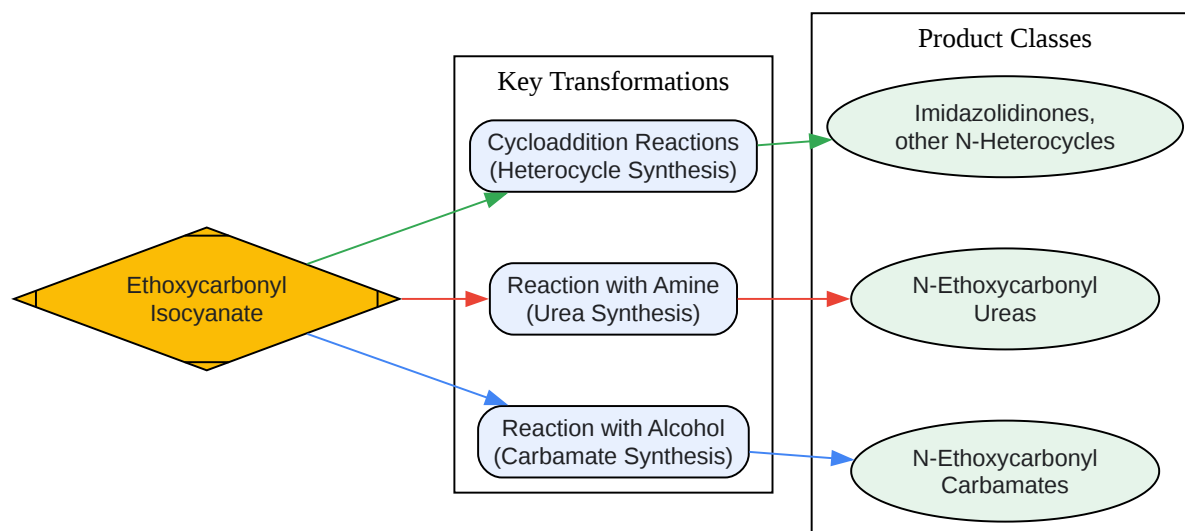 Ethoxycarbonyl
Isocyanate
Key Transformations
Cycloaddition Reactions
(Heterocycle Synthesis)
Reaction with Amine
(Urea Synthesis)
Reaction with Alcohol
(Carbamate Synthesis)
Product Classes
Imidazolidinones,
other N-Heterocycles
N-Ethoxycarbonyl
Ureas
N-Ethoxycarbonyl
Carbamates